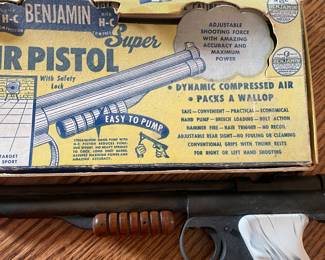 BENJAMIN
H-C
H-C
Super
IR PISTOL
With Safety
Lock
ADJUSTABLE
SHOOTING FORCE
WITH AMAZING
ACCURACY AND
MAXIMUM
POWER
BENJAMIN
• DYNAMIC COMPRESSED AIR
• PACKS A WALLOP
EASY TO PUMP
SAFE - CONVENIENT - PRACTICAL - ECONOMICAL
HAND PUMP - BREECH LOADING - BOLT ACTION
HAMMER FIRE - HAIR TRIGGER - NO RECOIL
ADJUSTABLE REAR SIGHT - NO FOULING OR CLEANING
CONVENTIONAL GRIPS WITH THUMB RESTS
FOR RIGHT OR LEFT HAND SHOOTING
TARGET
SPORT